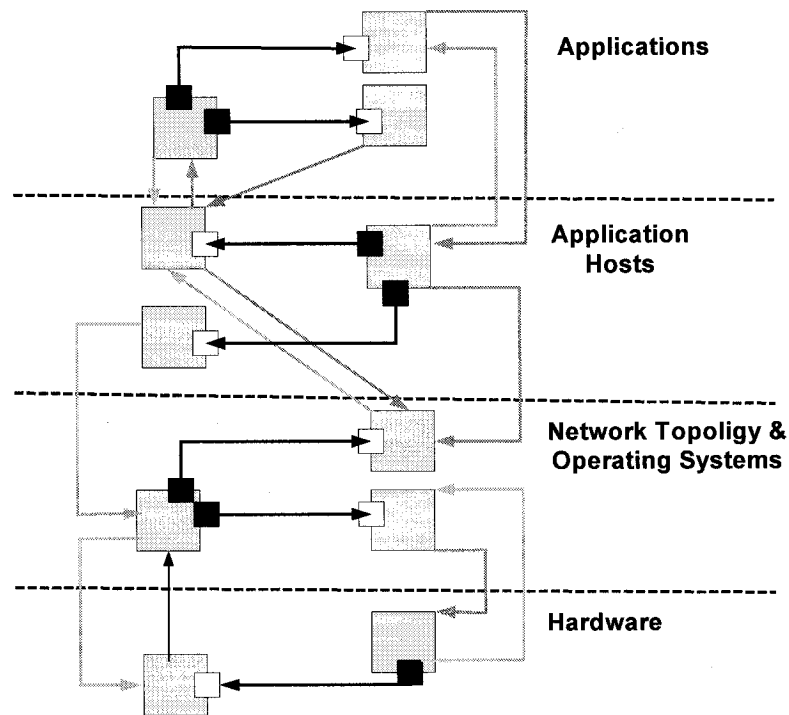 Applications
Application
Hosts
Network Topoligy &
Operating Systems
Hardware